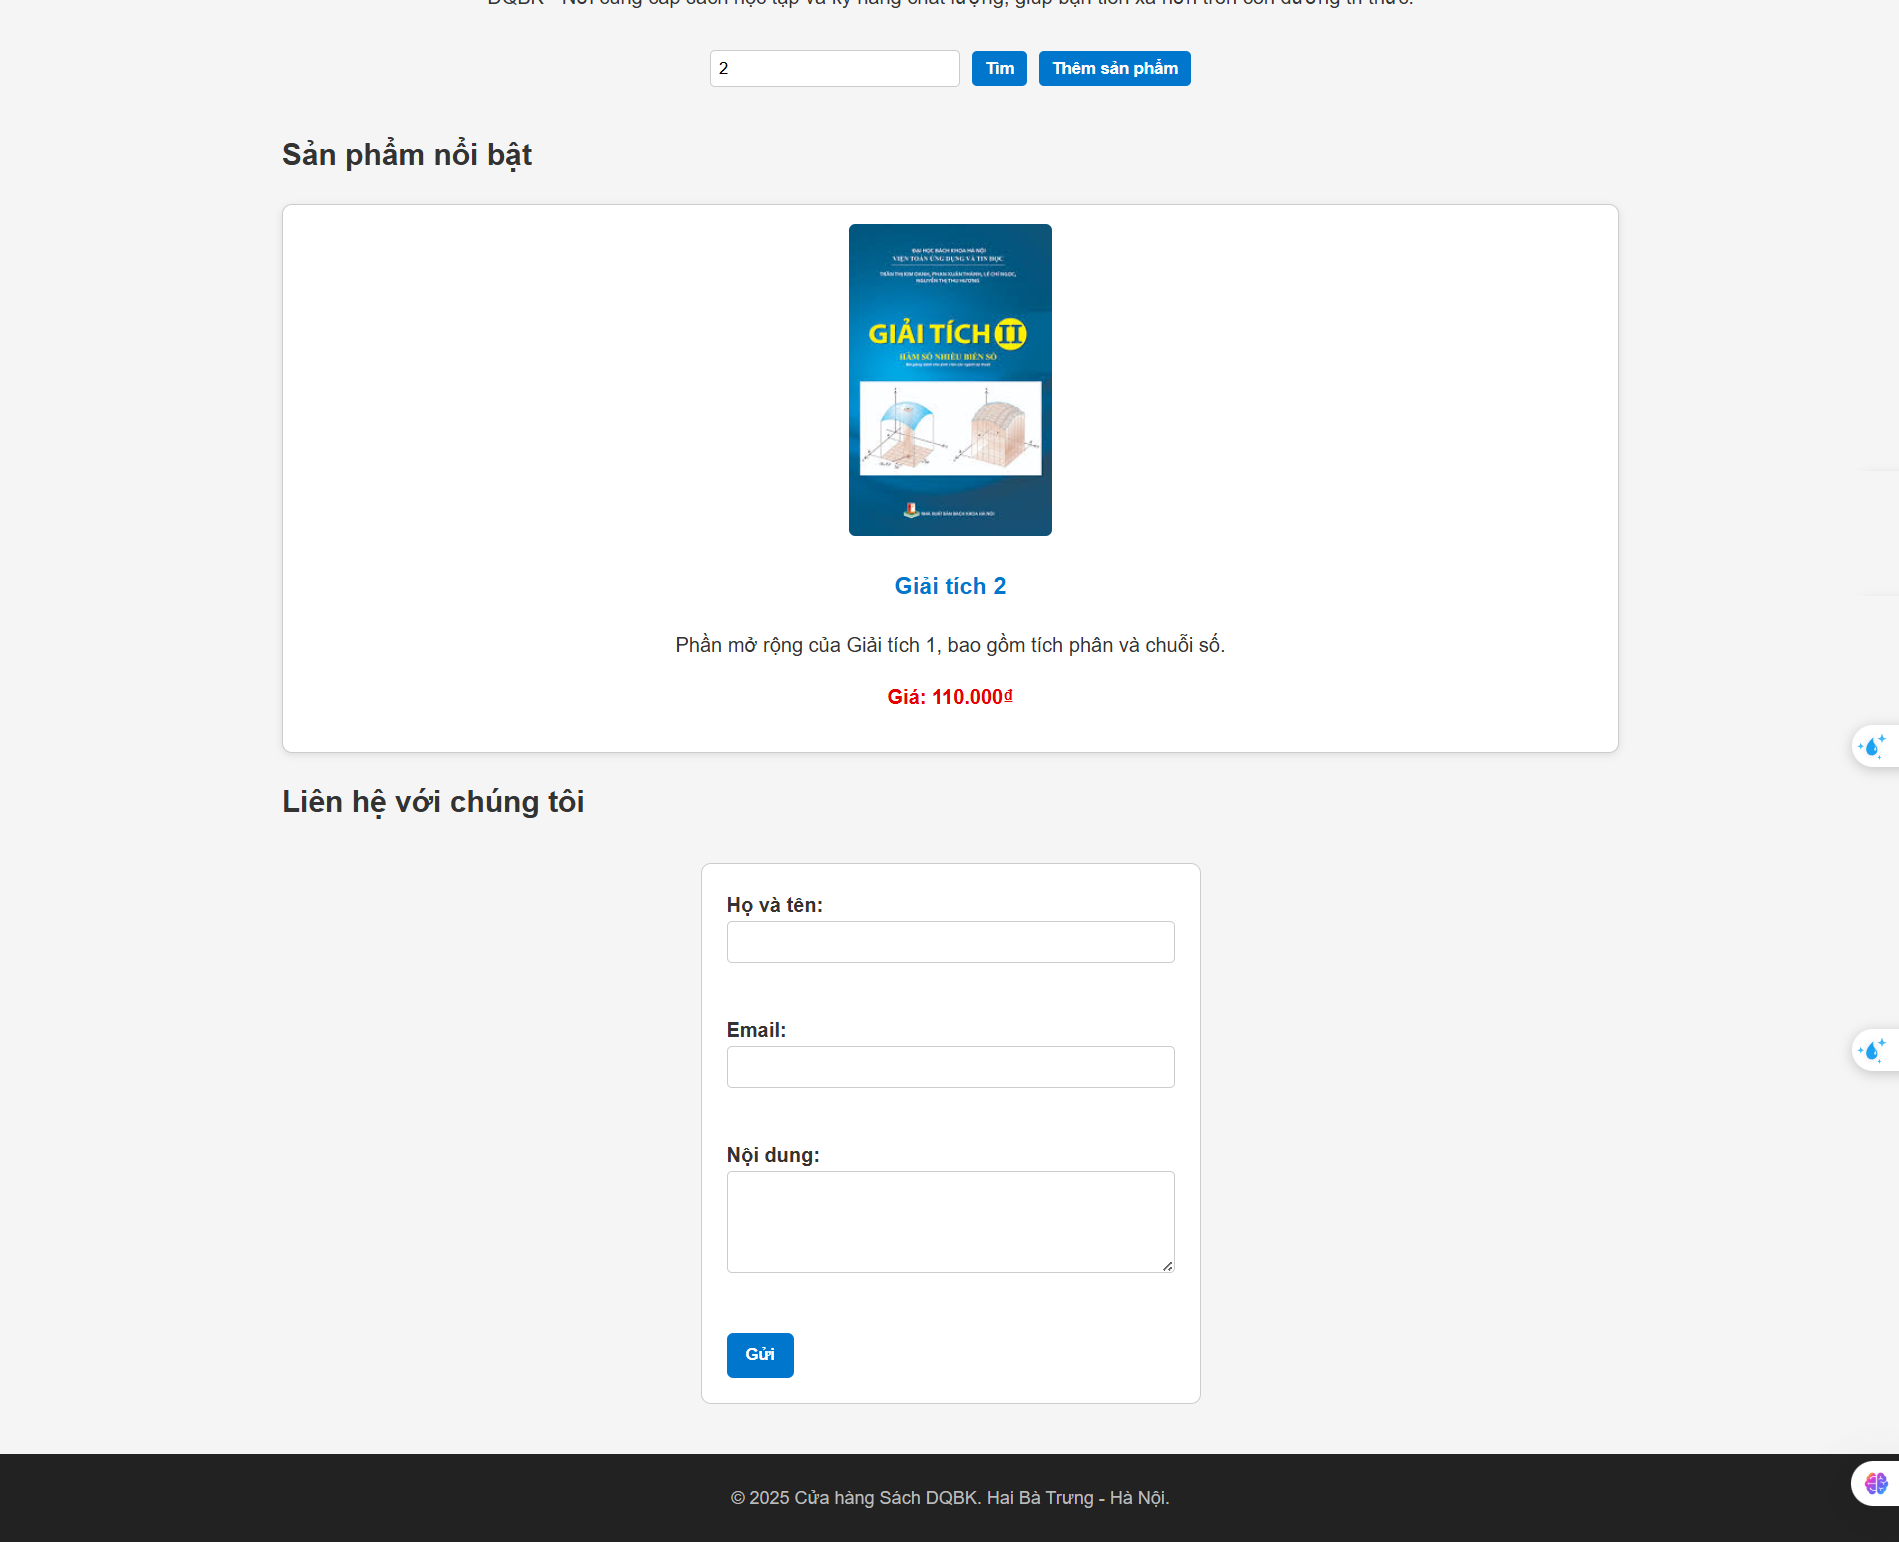 DQBK - Nơi cung cấp sách học tập và kỹ năng chất lượng, giúp bạn tiến xa hơn trên con đường tri thức.
2
Tìm
Thêm sản phẩm
Sản phẩm nổi bật
ĐẠI HỌC BÁCH KHOA HÀ NỘI
VIỆN TOÁN ỨNG DỤNG VÀ TIN HỌC
TRẦN THỊ KIM OANH, PHAN XUÂN THÀNH, LÊ CHÍ NGỌC,
NGUYỄN THỊ THU HƯƠNG
GIẢI TÍCH II
HÀM SỐ NHIỀU BIẾN SỐ
NHÀ XUẤT BẢN BÁCH KHOA HÀ NỘI
Giải tích 2
Phần mở rộng của Giải tích 1, bao gồm tích phân và chuỗi số.
Giá: 110.000₫
Liên hệ với chúng tôi
Họ và tên:
Email:
Nội dung:
Gửi
© 2025 Cửa hàng Sách DQBK. Hai Bà Trưng - Hà Nội.